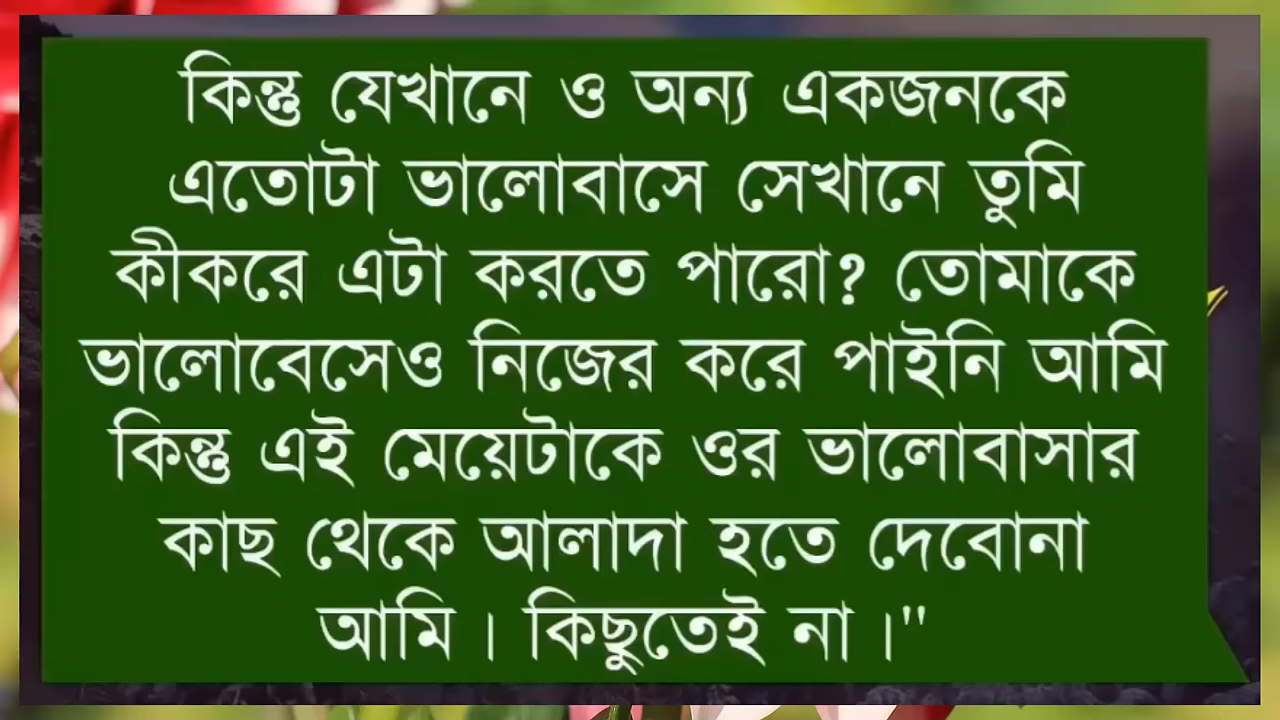 কিন্তু যেখানে ও অন্য একজনকে
এতোটা ভালোবাসে সেখানে তুমি
কীকরে এটা করতে পারো? তোমাকে
ভালোবেসেও নিজের করে পাইনি আমি
কিন্তু এই মেয়েটাকে ওর ভালোবাসার
কাছ থেকে আলাদা হতে দেবোনা
আমি। কিছুতেই না।"